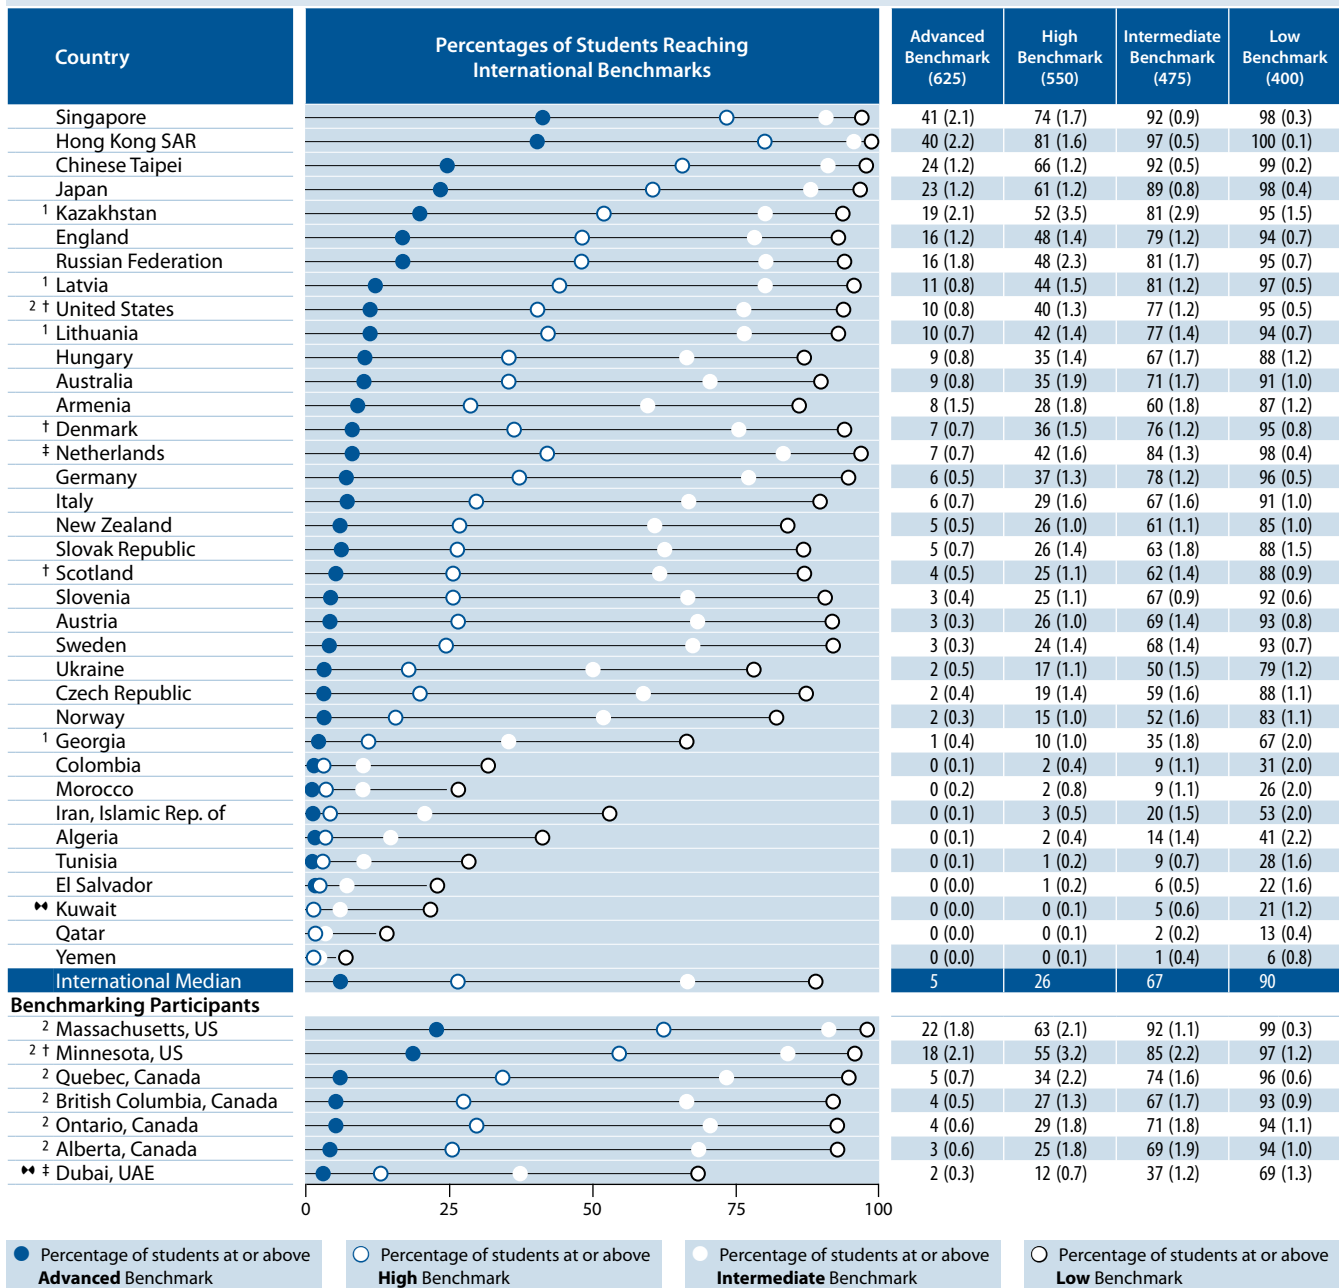 Country Percentages of Students Reaching International Benchmarks Advanced Benchmark (625) High Benchmark (550) Intermediate Benchmark (475) Low Benchmark (400)
Singapore 41 (2.1) 74 (1.7) 92 (0.9) 98 (0.3)
Hong Kong SAR 40 (2.2) 81 (1.6) 97 (0.5) 100 (0.1)
Chinese Taipei 24 (1.2) 66 (1.2) 92 (0.5) 99 (0.2)
Japan 23 (1.2) 61 (1.2) 89 (0.8) 98 (0.4)
1 Kazakhstan 19 (2.1) 52 (3.5) 81 (2.9) 95 (1.5)
England 16 (1.2) 48 (1.4) 79 (1.2) 94 (0.7)
Russian Federation 16 (1.8) 48 (2.3) 81 (1.7) 95 (0.7)
1 Latvia 11 (0.8) 44 (1.5) 81 (1.2) 97 (0.5)
2 † United States 10 (0.8) 40 (1.3) 77 (1.2) 95 (0.5)
1 Lithuania 10 (0.7) 42 (1.4) 77 (1.4) 94 (0.7)
Hungary 9 (0.8) 35 (1.4) 67 (1.7) 88 (1.2)
Australia 9 (0.8) 35 (1.9) 71 (1.7) 91 (1.0)
Armenia 8 (1.5) 28 (1.8) 60 (1.8) 87 (1.2)
† Denmark 7 (0.7) 36 (1.5) 76 (1.2) 95 (0.8)
‡ Netherlands 7 (0.7) 42 (1.6) 84 (1.3) 98 (0.4)
Germany 6 (0.5) 37 (1.3) 78 (1.2) 96 (0.5)
Italy 6 (0.7) 29 (1.6) 67 (1.6) 91 (1.0)
New Zealand 5 (0.5) 26 (1.0) 61 (1.1) 85 (1.0)
Slovak Republic 5 (0.7) 26 (1.4) 63 (1.8) 88 (1.5)
† Scotland 4 (0.5) 25 (1.1) 62 (1.4) 88 (0.9)
Slovenia 3 (0.4) 25 (1.1) 67 (0.9) 92 (0.6)
Austria 3 (0.3) 26 (1.0) 69 (1.4) 93 (0.8)
Sweden 3 (0.3) 24 (1.4) 68 (1.4) 93 (0.7)
Ukraine 2 (0.5) 17 (1.1) 50 (1.5) 79 (1.2)
Czech Republic 2 (0.4) 19 (1.4) 59 (1.6) 88 (1.1)
Norway 2 (0.3) 15 (1.0) 52 (1.6) 83 (1.1)
1 Georgia 1 (0.4) 10 (1.0) 35 (1.8) 67 (2.0)
Colombia 0 (0.1) 2 (0.4) 9 (1.1) 31 (2.0)
Morocco 0 (0.2) 2 (0.8) 9 (1.1) 26 (2.0)
Iran, Islamic Rep. of 0 (0.1) 3 (0.5) 20 (1.5) 53 (2.0)
Algeria 0 (0.1) 2 (0.4) 14 (1.4) 41 (2.2)
Tunisia 0 (0.1) 1 (0.2) 9 (0.7) 28 (1.6)
El Salvador 0 (0.0) 1 (0.2) 6 (0.5) 22 (1.6)
Kuwait 0 (0.0) 0 (0.1) 5 (0.6) 21 (1.2)
Qatar 0 (0.0) 0 (0.1) 2 (0.2) 13 (0.4)
Yemen 0 (0.0) 0 (0.1) 1 (0.4) 6 (0.8)
International Median 5 26 67 90
Benchmarking Participants
2 Massachusetts, US 22 (1.8) 63 (2.1) 92 (1.1) 99 (0.3)
2 † Minnesota, US 18 (2.1) 55 (3.2) 85 (2.2) 97 (1.2)
2 Quebec, Canada 5 (0.7) 34 (2.2) 74 (1.6) 96 (0.6)
2 British Columbia, Canada 4 (0.5) 27 (1.3) 67 (1.7) 93 (0.9)
2 Ontario, Canada 4 (0.6) 29 (1.8) 71 (1.8) 94 (1.1)
2 Alberta, Canada 3 (0.6) 25 (1.8) 69 (1.9) 94 (1.0)
‡ Dubai, UAE 2 (0.3) 12 (0.7) 37 (1.2) 69 (1.3)
0 25 50 75 100
Percentage of students at or above Advanced Benchmark
Percentage of students at or above High Benchmark
Percentage of students at or above Intermediate Benchmark
Percentage of students at or above Low Benchmark